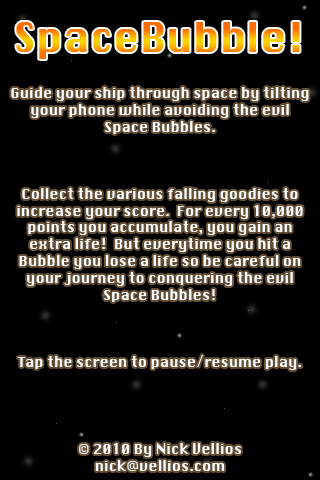 SpaceBubble!
Guide your ship through space by tilting
your phone while avoiding the evil
Space Bubbles.
Collect the various falling goodies to
increase your score.  For every 10,000
points you accumulate, you gain an
extra life!  But everytime you hit a
Bubble you lose a life so be careful on
your journey to conquering the evil
Space Bubbles!
Tap the screen to pause/resume play.
© 2010 By Nick Vellios
nick@vellios.com